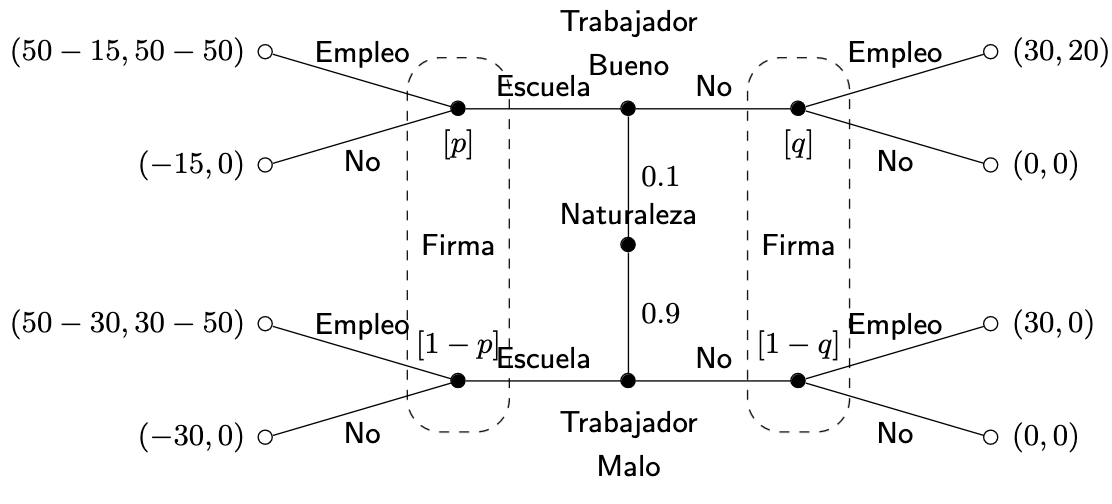 Trabajador
Bueno
(50 − 15, 50 − 50)
Empleo
Escuela
No
Empleo
(30, 20)
[p]
[q]
(−15, 0)
No
No
(0, 0)
0.1
Naturaleza
Firma
Firma
0.9
(50 − 30, 30 − 50)
Empleo
[1 − p]
Escuela
No
[1 − q]
Empleo
(30, 0)
(−30, 0)
No
No
(0, 0)
Trabajador
Malo